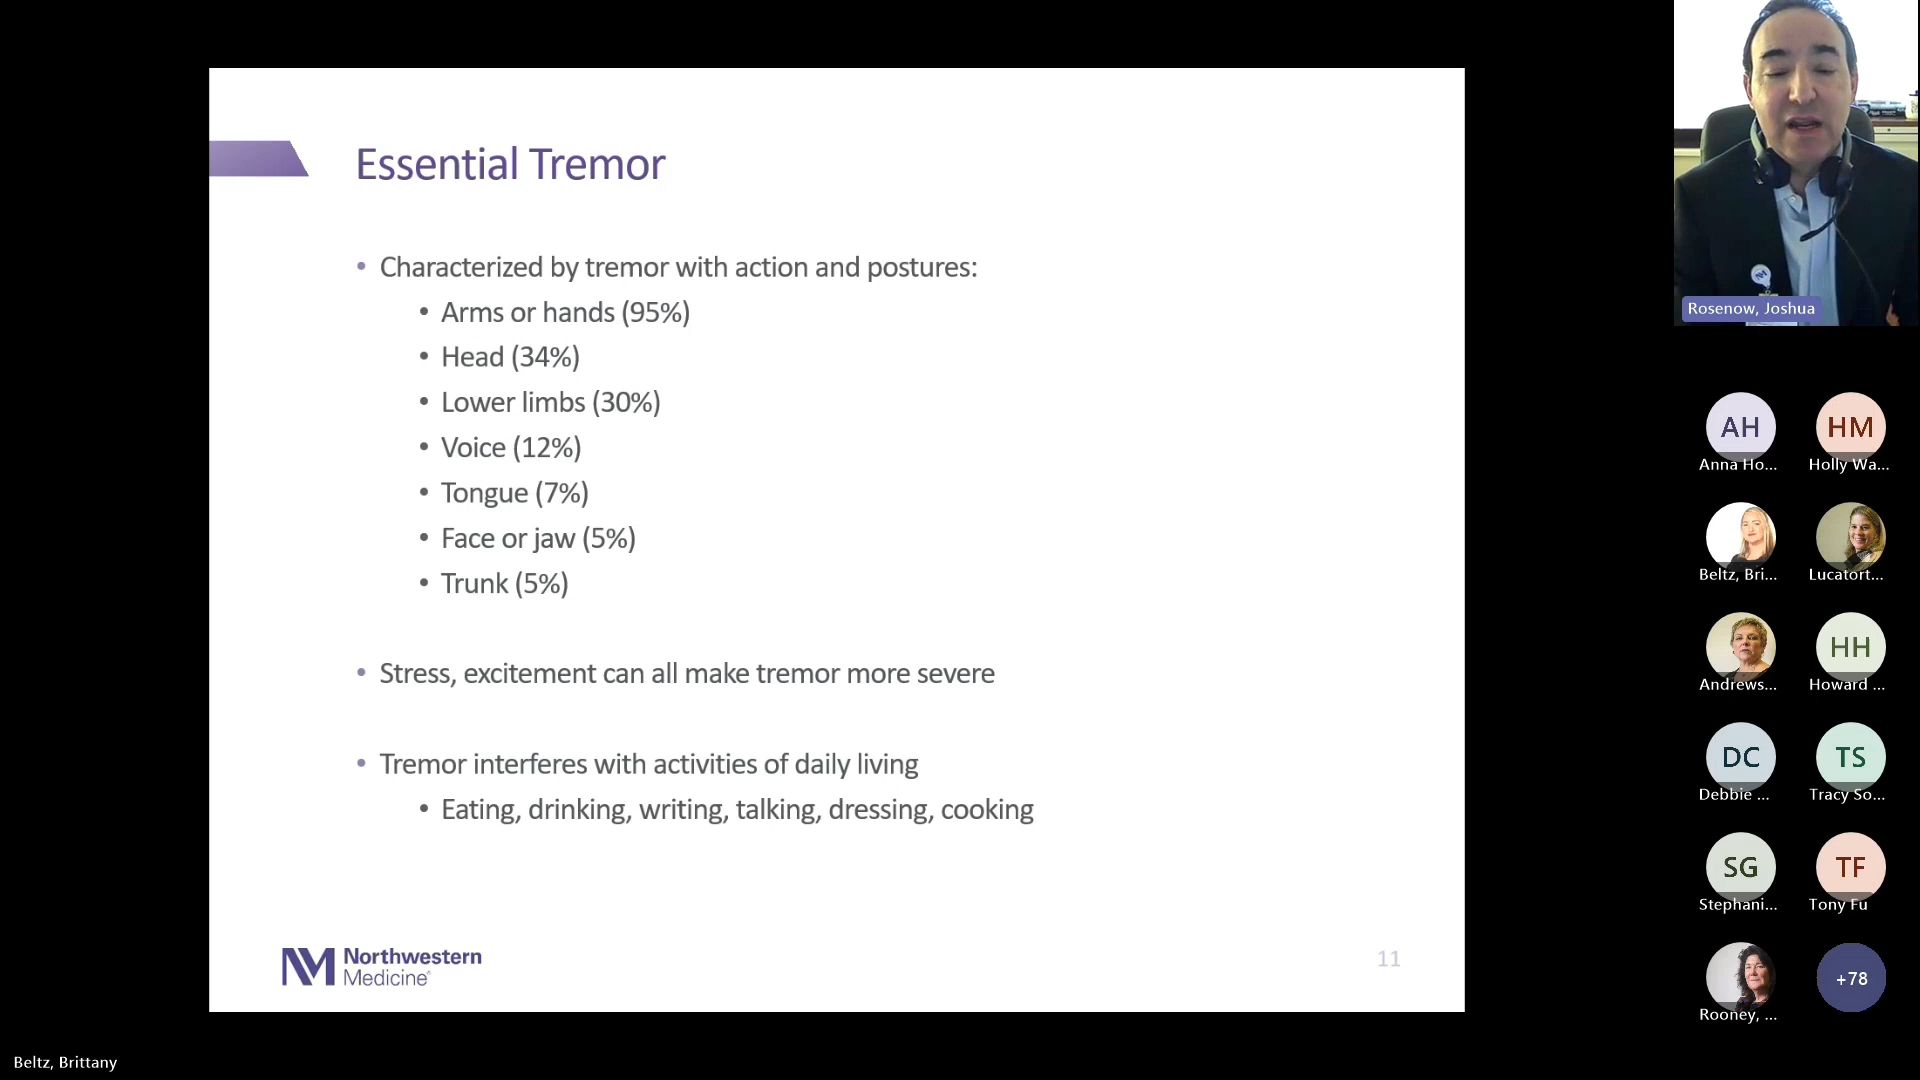 Essential Tremor
• Characterized by tremor with action and postures:
• Arms or hands (95%)
• Head (34%)
• Lower limbs (30%)
• Voice (12%)
• Tongue (7%)
• Face or jaw (5%)
• Trunk (5%)
• Stress, excitement can all make tremor more severe
• Tremor interferes with activities of daily living
• Eating, drinking, writing, talking, dressing, cooking
NM Northwestern
Medicine®
11
Rosenow, Joshua
AH HM
Anna Ho... Holly Wa...
Beltz, Bri... Lucatort...
HH
Andrews... Howard ...
DC TS
Debbie ... Tracy So...
SG TF
Stephani... Tony Fu
+78
Rooney, ...
Beltz, Brittany